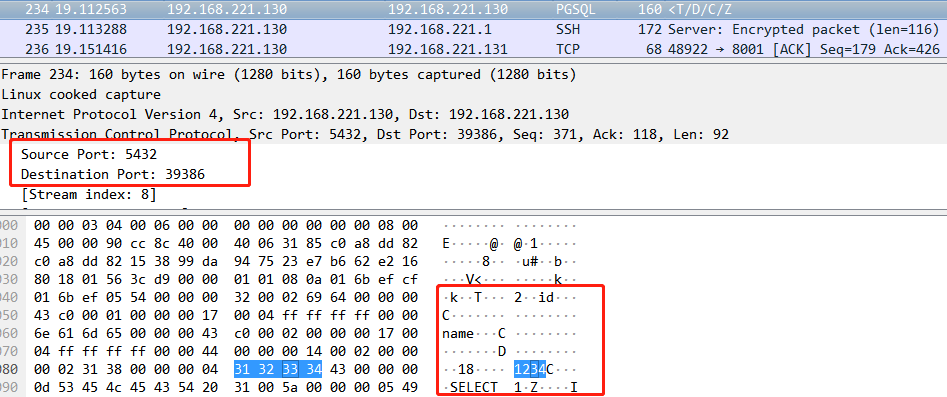 234 19.112563 192.168.221.130 192.168.221.130 PGSQL 160 <T/D/C/Z
235 19.113288 192.168.221.130 192.168.221.1 SSH 172 Server: Encrypted packet (len=116)
236 19.151416 192.168.221.130 192.168.221.131 TCP 68 48922 → 8001 [ACK] Seq=179 Ack=426
Frame 234: 160 bytes on wire (1280 bits), 160 bytes captured (1280 bits)
Linux cooked capture
Internet Protocol Version 4, Src: 192.168.221.130, Dst: 192.168.221.130
Transmission Control Protocol, Src Port: 5432, Dst Port: 39386, Seq: 371, Ack: 118, Len: 92
Source Port: 5432
Destination Port: 39386
[Stream index: 8]
000 00 00 03 04 00 06 00 00 00 00 00 00 00 00 08 00 ········ ········
010 45 00 00 90 cc 8c 40 00 40 06 31 85 c0 a8 dd 82 E·····@· @·1·····
020 c0 a8 dd 82 15 38 99 da 94 75 23 e7 b6 62 e2 16 ·····8·· ·u#··b··
030 80 18 01 56 3c d9 00 00 01 01 08 0a 01 6b ef cf ···V<··· ·····k··
040 01 6b ef 05 54 00 00 00 32 00 02 69 64 00 00 00 ·k··T··· 2··id···
050 43 c0 00 01 00 00 00 17 00 04 ff ff ff ff 00 00 C······· ········
060 6e 61 6d 65 00 00 00 43 c0 00 02 00 00 00 17 00 name···C ········
070 04 ff ff ff ff 00 00 44 00 00 00 14 00 02 00 00 ·······D ········
080 00 02 31 38 00 00 00 04 31 32 33 34 43 00 00 00 ··18···· 1234C···
090 0d 53 45 4c 45 43 54 20 31 00 5a 00 00 00 05 49 ·SELECT 1·Z····I